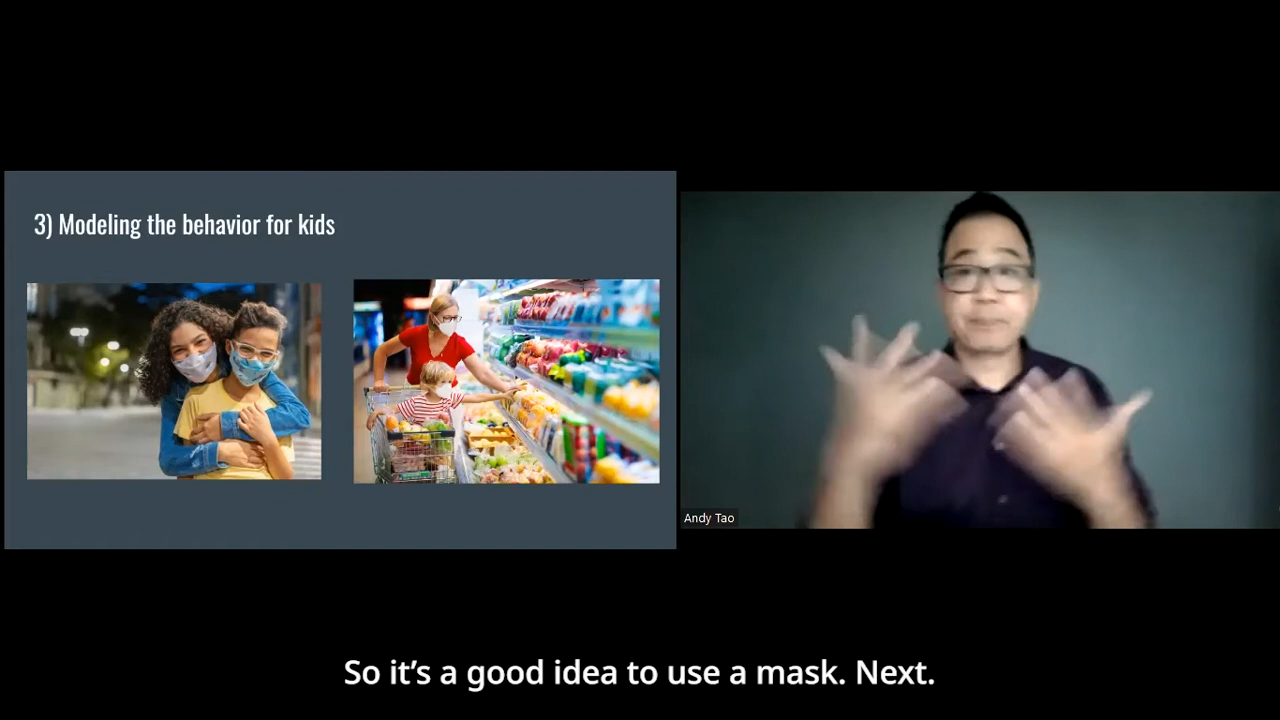 3) Modeling the behavior for kids
Andy Tao
So it’s a good idea to use a mask. Next.